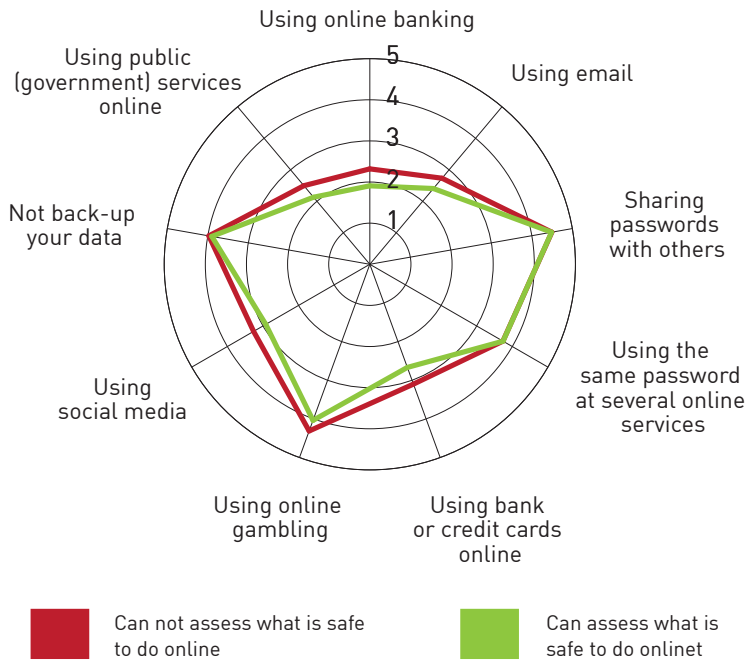 Using online banking
Using email
Sharing
passwords
with others
Using the
same password
at several online
services
Using bank
or credit cards
online
Using online
gambling
Using
social media
Not back-up
your data
Using public
(government) services
online
5
4
3
2
1
Can not assess what is safe
to do online
Can assess what is
safe to do onlinet